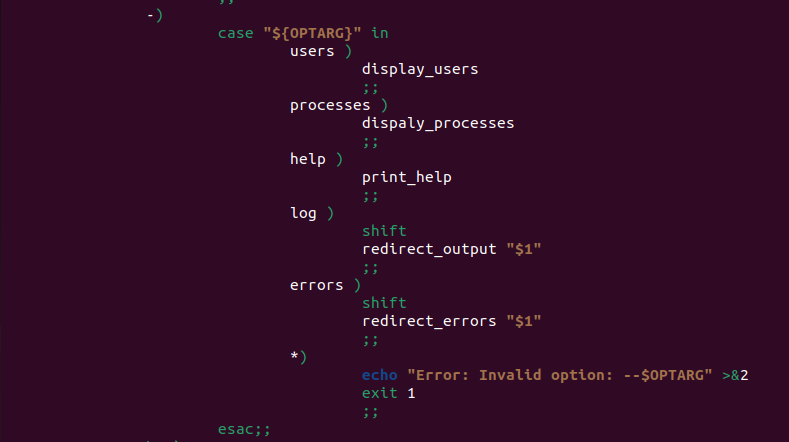 ;;
-)
case "${OPTARG}" in
users )
display_users
;;
processes )
dispaly_processes
;;
help )
print_help
;;
log )
shift
redirect_output "$1"
;;
errors )
shift
redirect_errors "$1"
;;
*)
echo "Error: Invalid option: --$OPTARG" >&2
exit 1
;;
esac;;